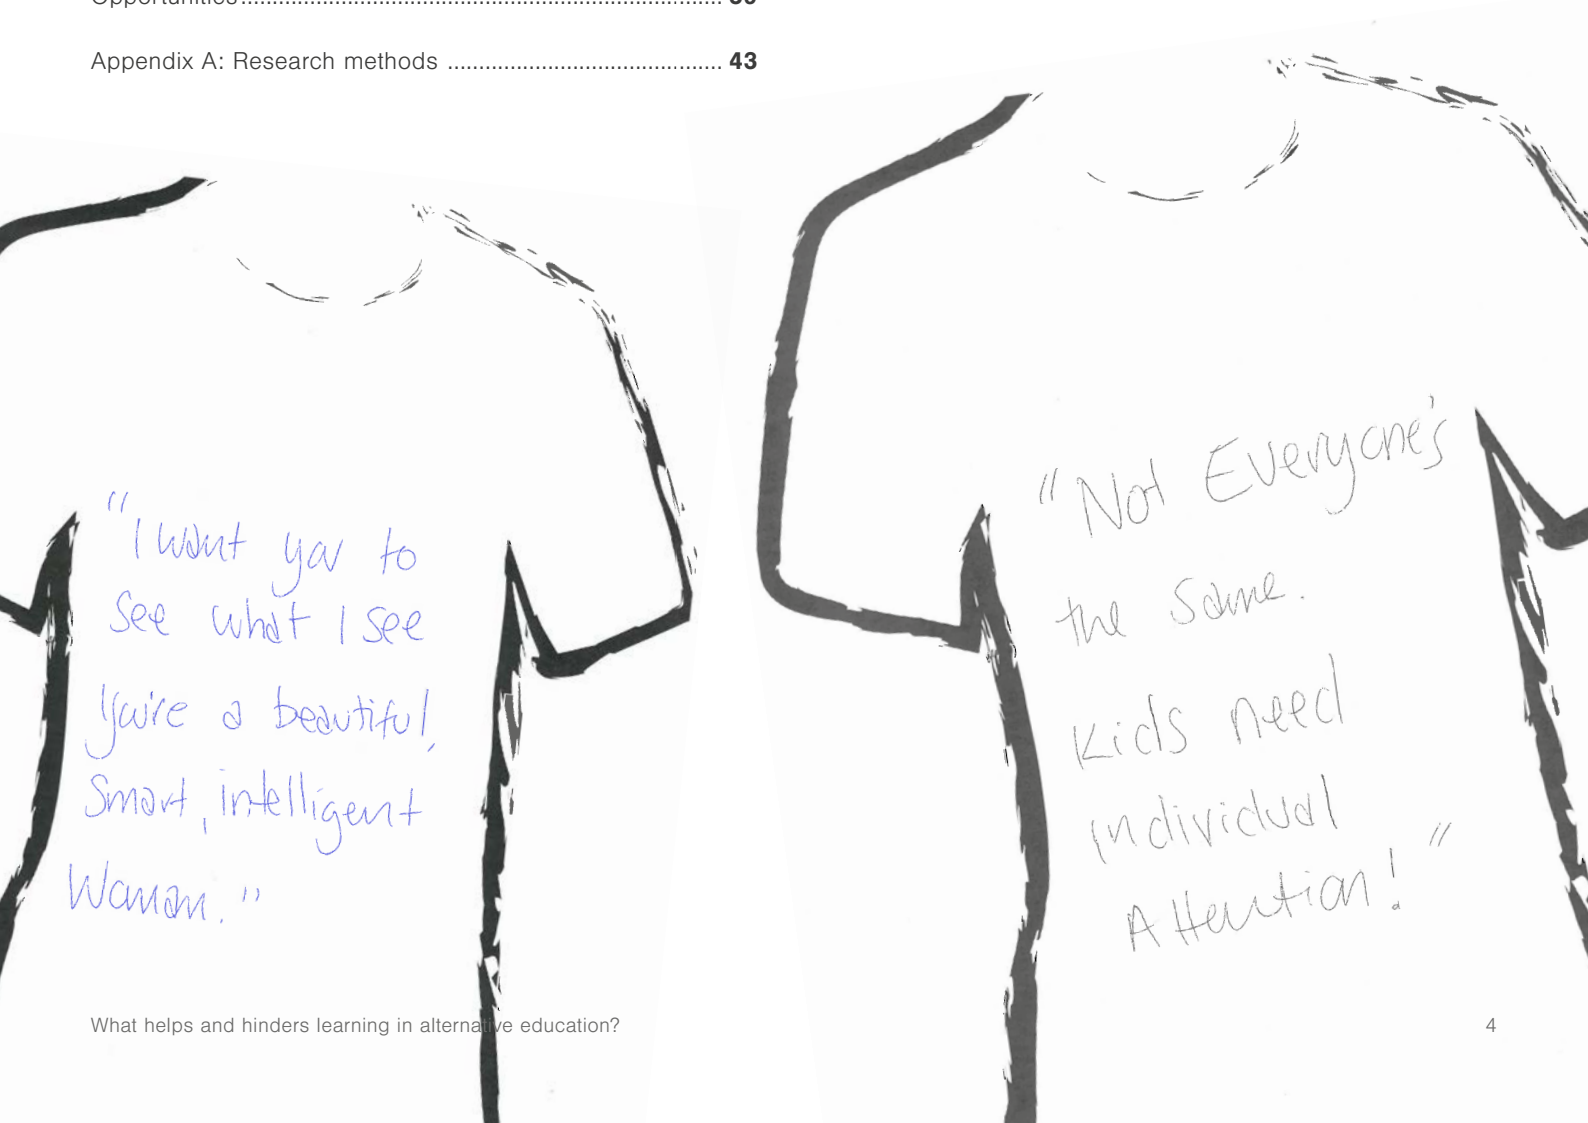 Opportunities
Appendix A: Research methods ............................................ 43
"I want you to
see what I see
You're a beautiful,
Smart, intelligent
Woman."
"Not Everyone's
the Same.
Kids need
individual
Attention!"
What helps and hinders learning in alternative education?
4